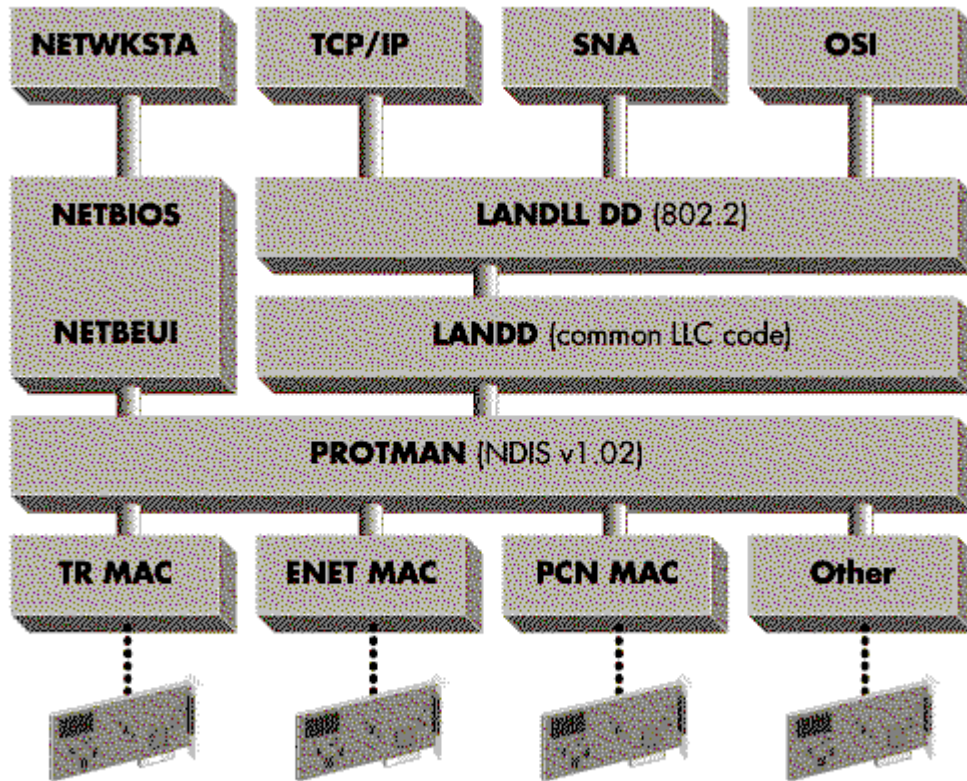 NETWKSTA TCP/IP SNA OSI
NETBIOS LANDLL DD (802.2)
NETBEUI LANDD (common LLC code)
PROTMAN (NDIS v1.02)
TR MAC ENET MAC PCN MAC Other